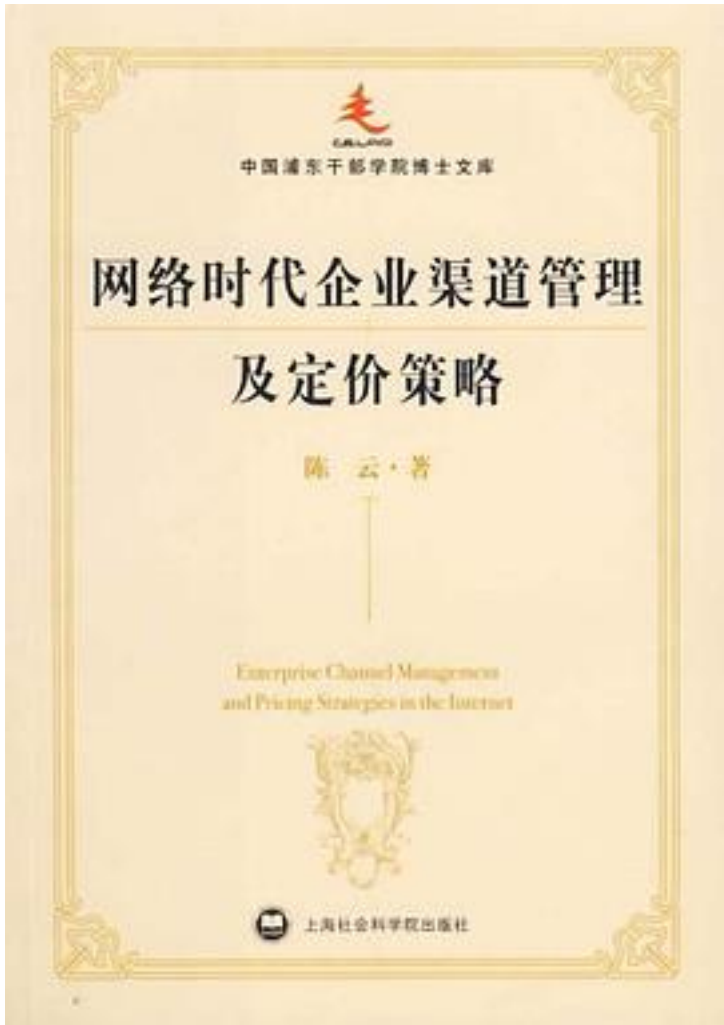 CELAP
中国浦东干部学院博士文库
网络时代企业渠道管理
及定价策略
陈 云·著
Enterprise Channel Management
and Pricing Strategies in the Internet
上海社会科学院出版社